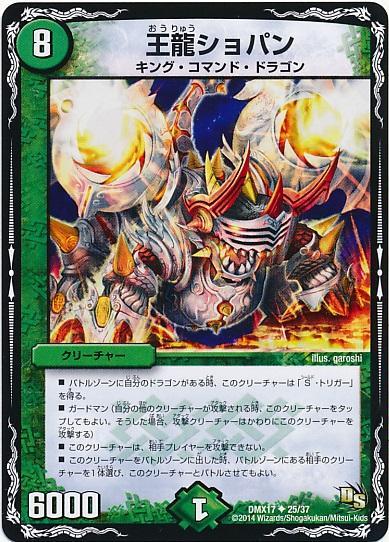 8
おうりゅう
王龍ショパン
キング・コマンド・ドラゴン
illus. qaroshi
クリーチャー
■ バトルゾーンに自分のドラゴンがある時、このクリーチャーは「S・トリガー」
を得る。
■ ガードマン（自分の他のクリーチャーが攻撃される時、このクリーチャーをタ
ップしてもよい。そうした場合、攻撃クリーチャーはかわりにこのクリーチャーを
攻撃する）
■ このクリーチャーは、相手プレイヤーを攻撃できない。
■ このクリーチャーをバトルゾーンに出した時、バトルゾーンにある相手のクリー
チャーを1体選び、このクリーチャーとバトルさせてもよい。
6000
1
DMX17 ◆ 25/37
©2014 Wizards/Shogakukan/Mitsui-Kids
DS